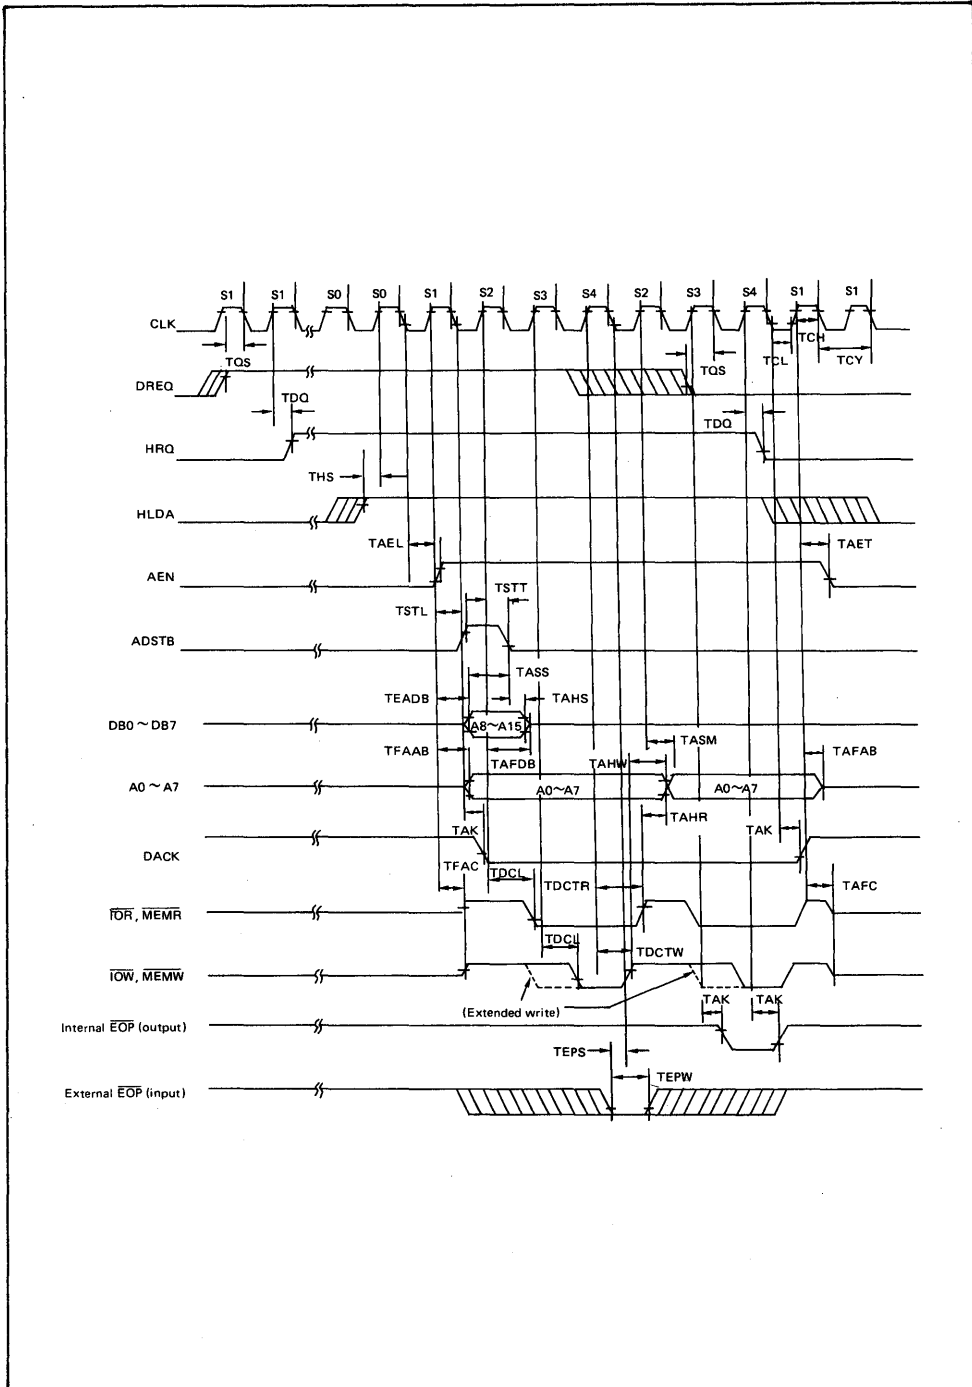 S1 S1 S0 S0 S1 S2 S3 S4 S2 S3 S4 S1 S1
CLK
TCH
TQS TQS TCL TCY
DREQ
TDQ TDQ
HRQ
THS
HLDA
TAEL TAET
AEN
TSTT
TSTL
ADSTB
TASS
TEADB TAHS
DB0~DB7 A8~A15
TASM
TFAAB TAFDB TAHW TAFAB
A0~A7 A0~A7 A0~A7
TAHR
TAK TAK
DACK
TFAC TDCL TDCTR TAFC
IOR, MEMR
TDCL TDCTW
IOW, MEMW
(Extended write) TAK TAK
Internal EOP (output)
TEPS
TEPW
External EOP (input)